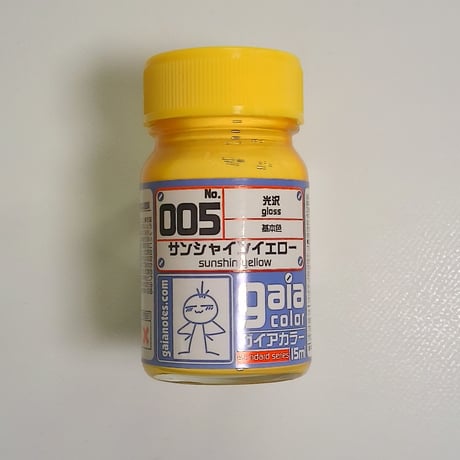 No.
005
光沢
gloss
基本色
サンシャインイエロー
sunshin yellow
gaianotes.com
gaia
color
ガイアカラー
standard series
15ml